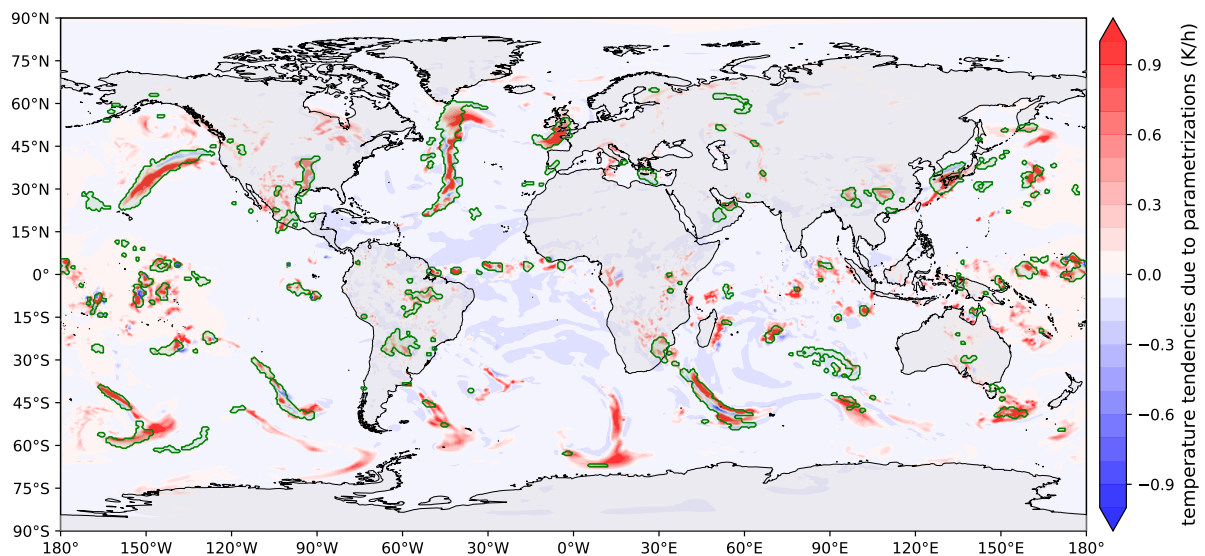 90°N
75°N
60°N
45°N
30°N
15°N
0°
15°S
30°S
45°S
60°S
75°S
90°S
180° 150°W 120°W 90°W 60°W 30°W 0°W 30°E 60°E 90°E 120°E 150°E 180°
0.9
0.6
0.3
0.0
−0.3
−0.6
−0.9
temperature tendencies due to parametrizations (K/h)